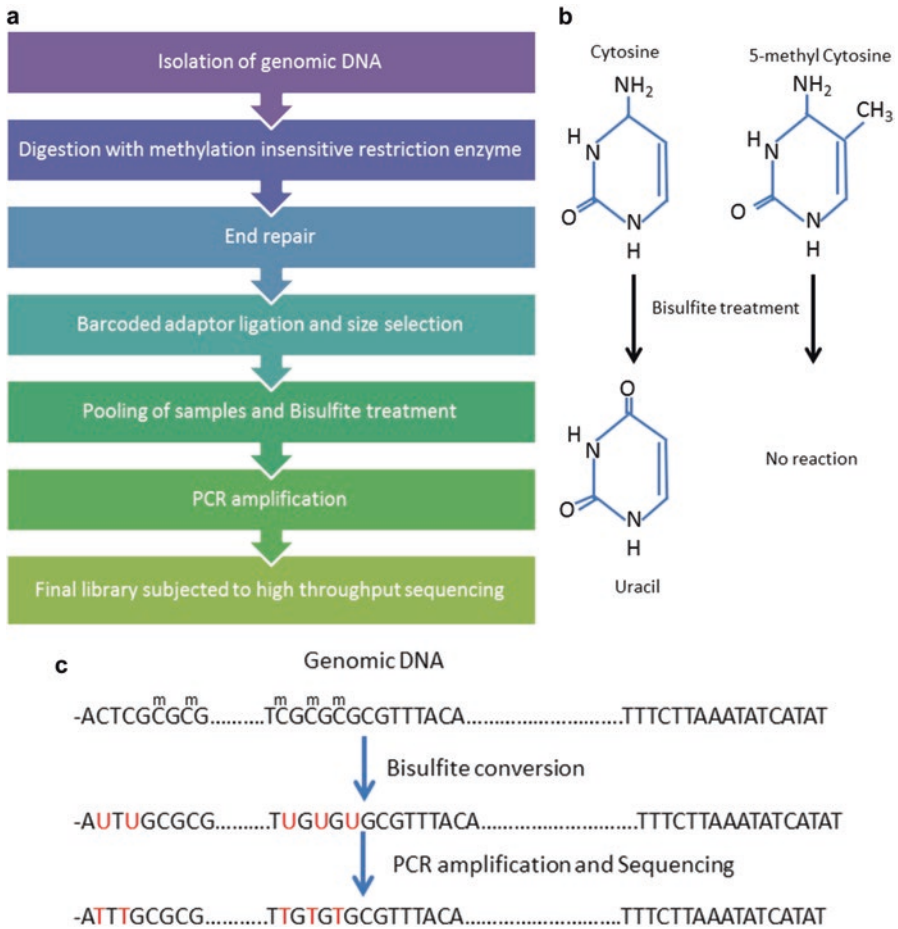 a
Isolation of genomic DNA
Digestion with methylation insensitive restriction enzyme
End repair
Barcoded adaptor ligation and size selection
Pooling of samples and Bisulfite treatment
PCR amplification
Final library subjected to high throughput sequencing
b
Cytosine
5-methyl Cytosine
NH₂
H
N
O
N
H
NH₂
CH₃
H
N
O
N
H
Bisulfite treatment
O
H
N
O
N
H
No reaction
Uracil
c
Genomic DNA
m m m m m
-ACTCGCGCG..........TCGCGCGCGTTTACA............................TTTCTTAAATATCATAT
Bisulfite conversion
-AUTUGCGCG..........TUGUGUGCGTTTACA............................TTTCTTAAATATCATAT
PCR amplification and Sequencing
-ATTTGCGCG...........TTGTGTGCGTTTACA............................TTTCTTAAATATCATAT